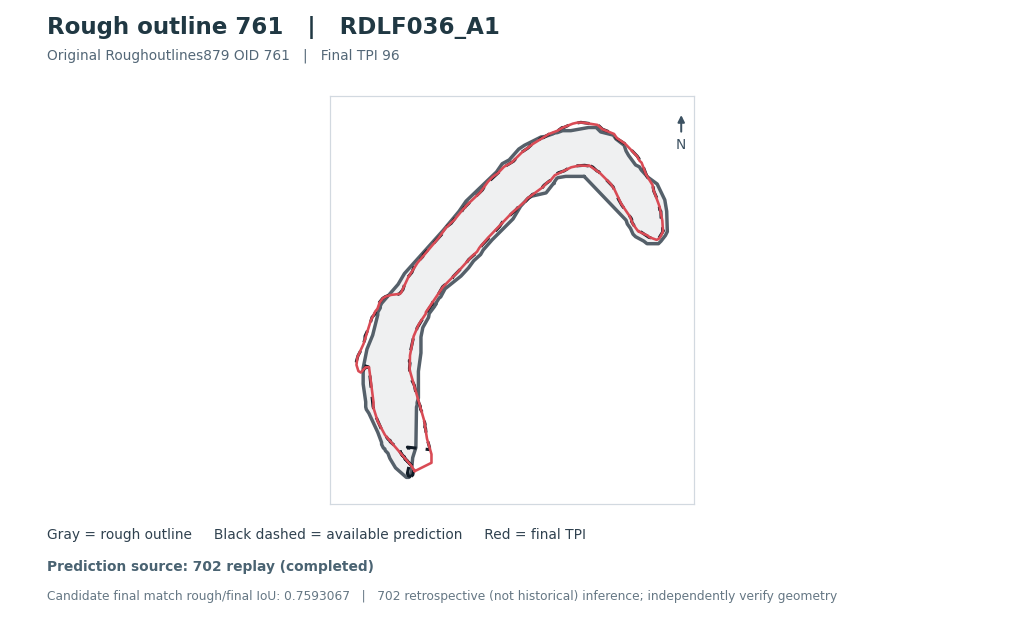 Rough outline 761   |   RDLF036_A1
Original Roughoutlines879 OID 761   |   Final TPI 96
N
Gray = rough outline     Black dashed = available prediction     Red = final TPI
Prediction source: 702 replay (completed)
Candidate final match rough/final IoU: 0.7593067   |   702 retrospective (not historical) inference; independently verify geometry